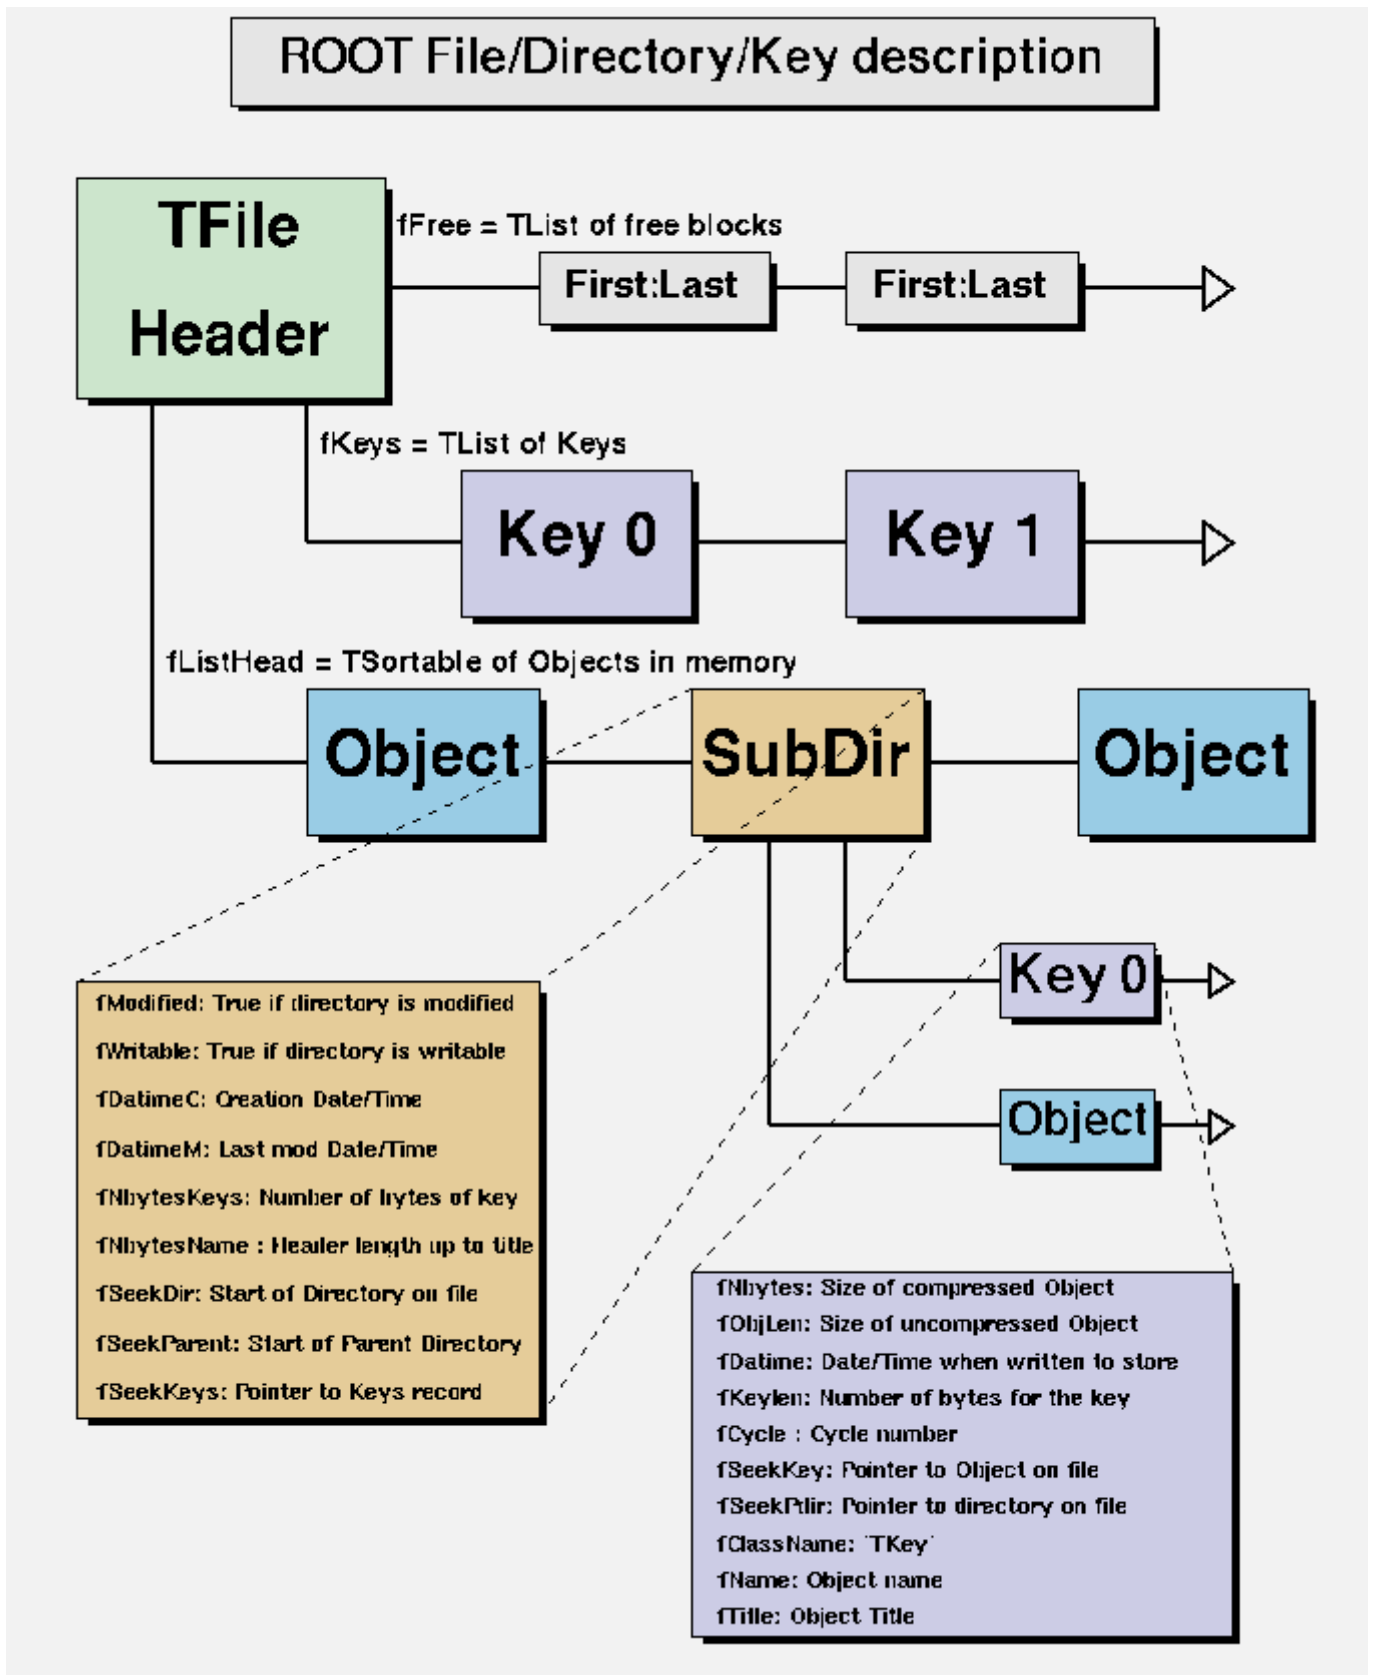 ROOT File/Directory/Key description
TFile
Header
fFree = TList of free blocks
First:Last
First:Last
fKeys = TList of Keys
Key 0
Key 1
fListHead = TSortable of Objects in memory
Object
SubDir
Object
Key 0
Object
fModified: True if directory is modified
fWritable: True if directory is writable
fDatimeC: Creation Date/Time
fDatimeM: Last mod Date/Time
fNbytesKeys: Number of bytes of key
fNbytesName : Header length up to title
fSeekDir: Start of Directory on file
fSeekParent: Start of Parent Directory
fSeekKeys: Pointer to Keys record
fNbytes: Size of compressed Object
fObjLen: Size of uncompressed Object
fDatime: Date/Time when written to store
fKeylen: Number of bytes for the key
fCycle : Cycle number
fSeekKey: Pointer to Object on file
fSeekPdir: Pointer to directory on file
fClassName: 'TKey'
fName: Object name
fTitle: Object Title